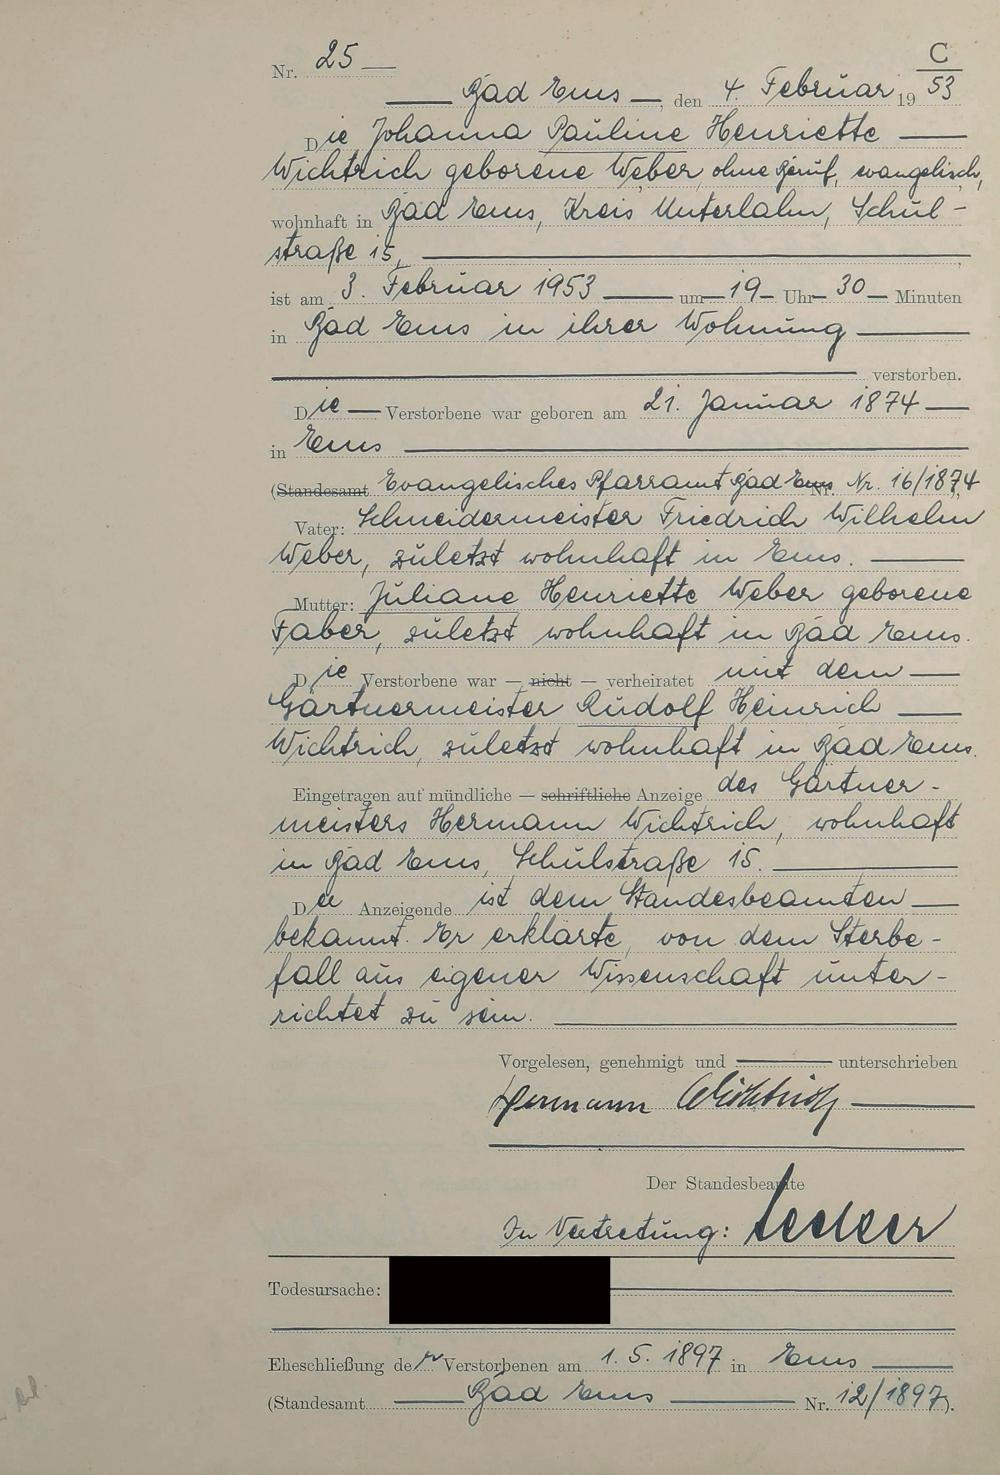 C
Nr. 25
Bad Ems, den 4. Februar 1953
Die Johanna Pauline Henriette
Wichtrich geborene Weber, ohne Beruf, evangelisch,
wohnhaft in Bad Ems, Kreis Unterlahn, Schul-
straße 15,
ist am 3. Februar 1953 um 19 Uhr 30 Minuten
in Bad Ems in ihrer Wohnung
verstorben.
Die Verstorbene war geboren am 21. Januar 1874
in Ems
(Standesamt Evangelisches Pfarramt Bad Ems Nr. Nr. 16/1874
Vater: Schneidermeister Friedrich Wilhelm
Weber, zuletzt wohnhaft in Ems.
Mutter: Juliane Henriette Weber geborene
Faber, zuletzt wohnhaft in Bad Ems.
Die Verstorbene war — nicht — verheiratet mit dem
Gärtnermeister Rudolf Heinrich
Wichtrich, zuletzt wohnhaft in Bad Ems.
Eingetragen auf mündliche — schriftliche Anzeige des Gärtner-
meisters Hermann Wichtrich, wohnhaft
in Bad Ems, Schulstraße 15.
Der Anzeigende ist dem Standesbeamten
bekannt. Er erklärte, von dem Sterbe-
fall aus eigener Wissenschaft unter-
richtet zu sein.
Vorgelesen, genehmigt und unterschrieben
Hermann Wichtrich
Der Standesbeamte
In Vertretung:
Todesursache:
Eheschließung der Verstorbenen am 1. 5. 1897 in Ems
(Standesamt Bad Ems Nr. 12/1897).